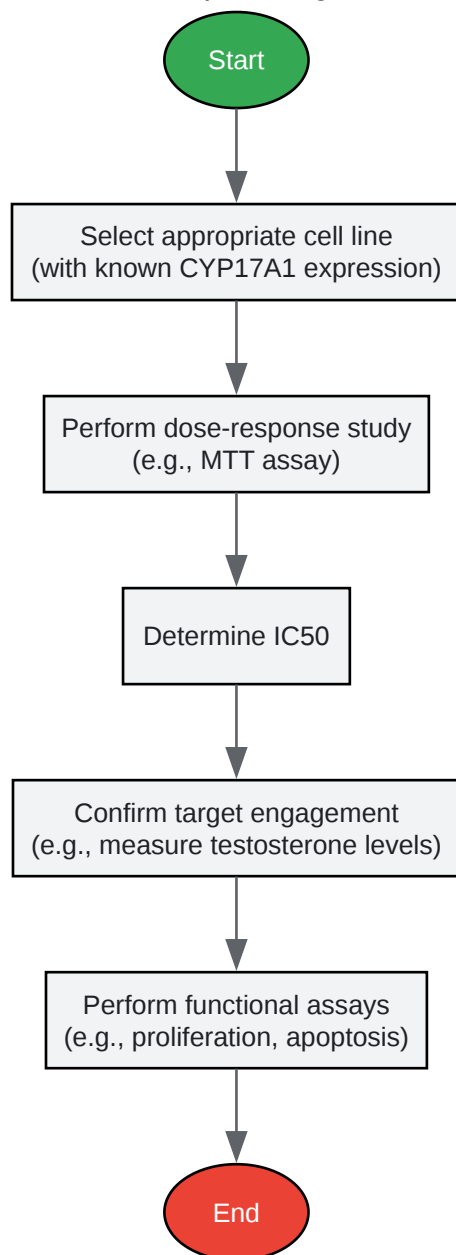 Start
Select appropriate cell line
(with known CYP17A1 expression)
Perform dose-response study
(e.g., MTT assay)
Determine IC50
Confirm target engagement
(e.g., measure testosterone levels)
Perform functional assays
(e.g., proliferation, apoptosis)
End